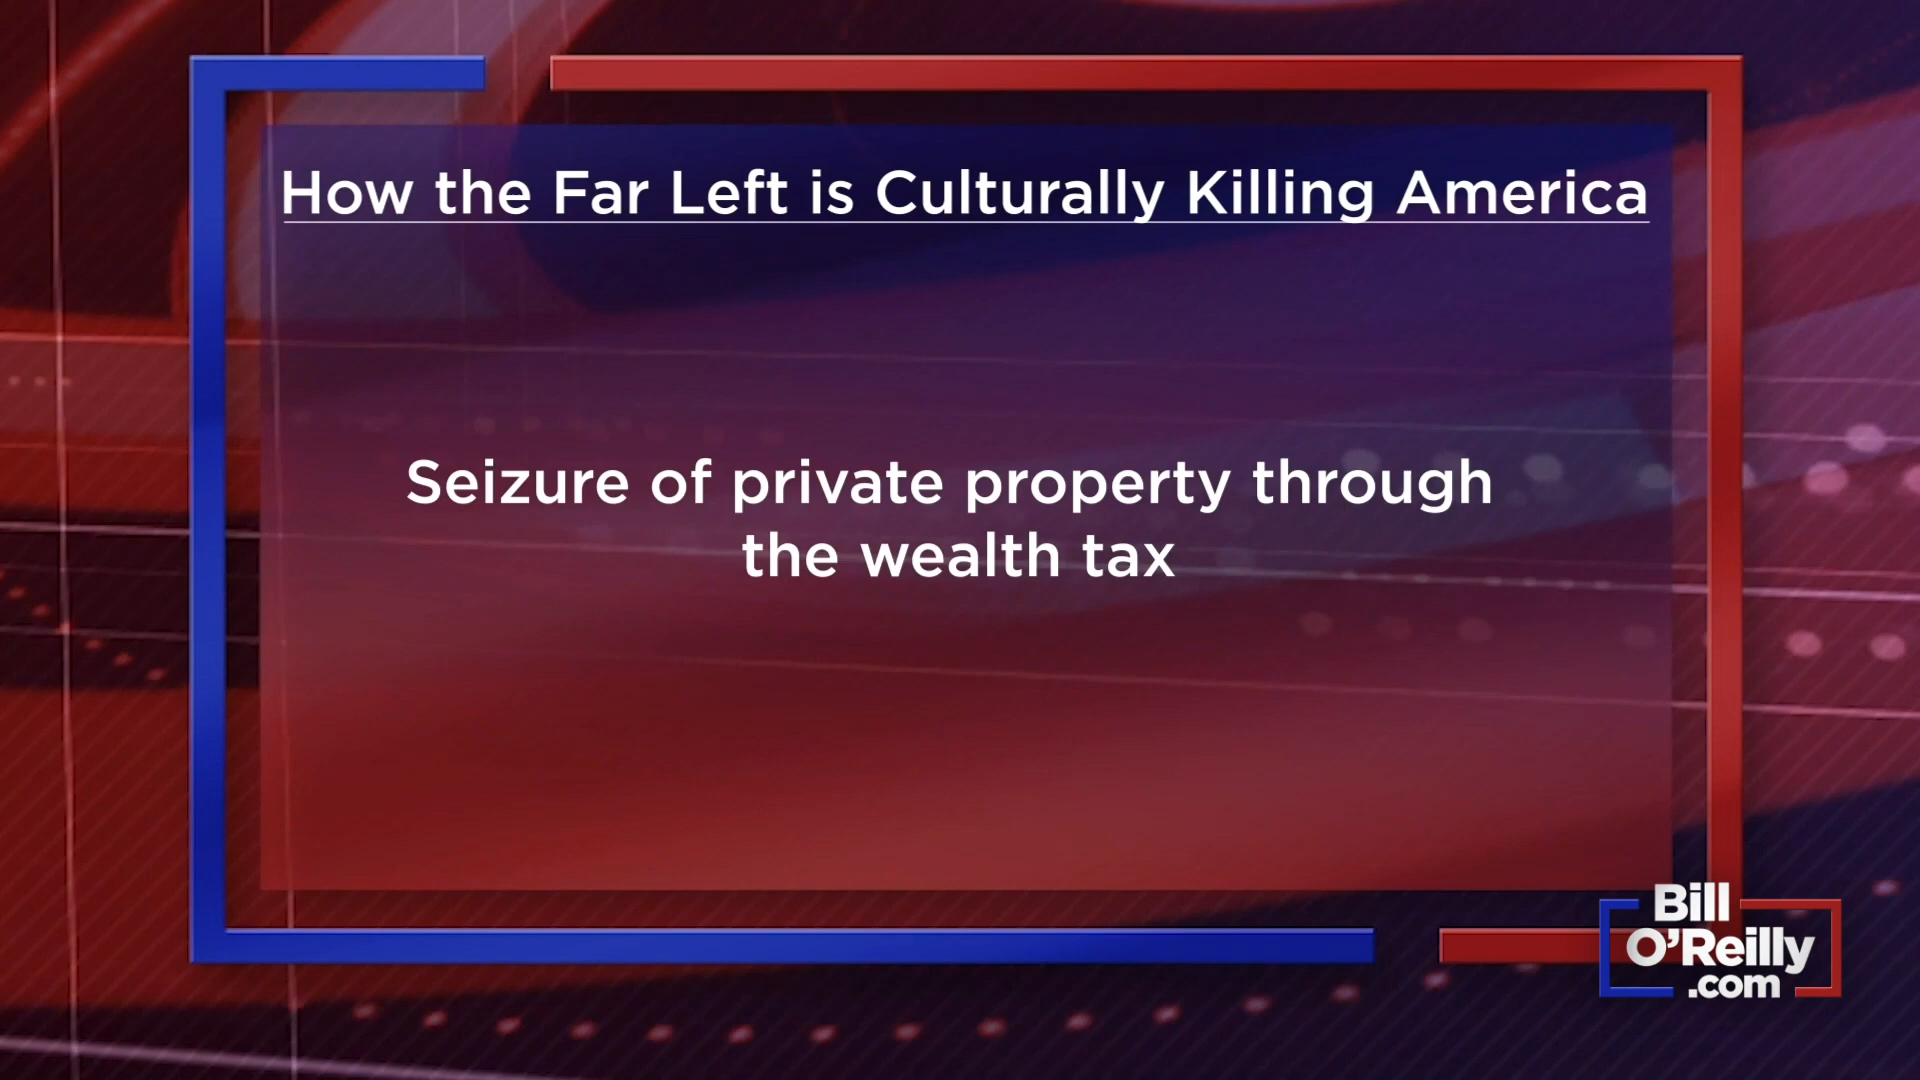 How the Far Left is Culturally Killing America
Seizure of private property through
the wealth tax
Bill
O'Reilly
.com